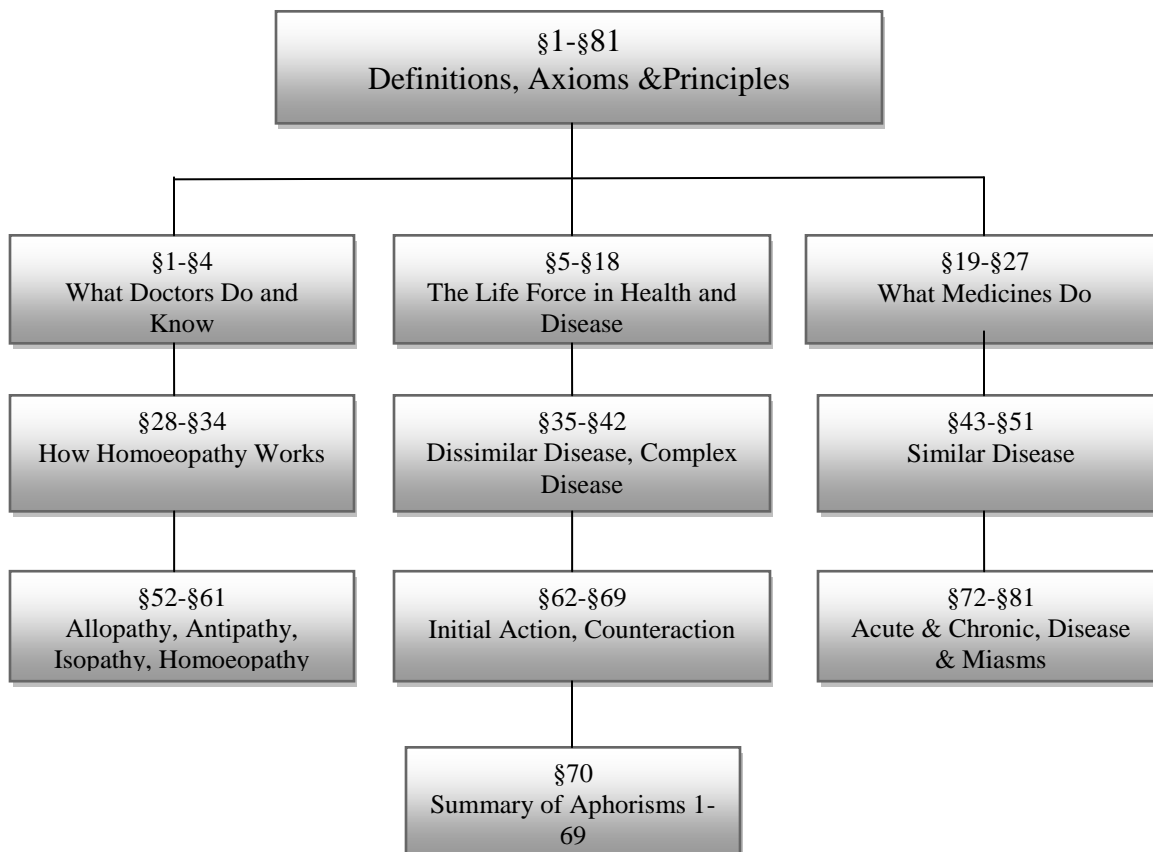 §1-§81
Definitions, Axioms &Principles
§1-§4
What Doctors Do and
Know
§5-§18
The Life Force in Health and
Disease
§19-§27
What Medicines Do
§28-§34
How Homoeopathy Works
§35-§42
Dissimilar Disease, Complex
Disease
§43-§51
Similar Disease
§52-§61
Allopathy, Antipathy,
Isopathy, Homoeopathy
§62-§69
Initial Action, Counteraction
§72-§81
Acute & Chronic, Disease
& Miasms
§70
Summary of Aphorisms 1-
69